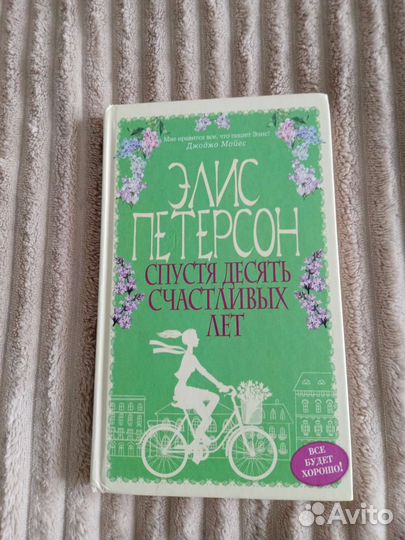 Мне нравится все, что пишет Элис!
Джоджо Мойес
ЭЛИС
ПЕТЕРСОН
СПУСТЯ ДЕСЯТЬ
СЧАСТЛИВЫХ
ЛЕТ
ВСЕ
БУДЕТ
ХОРОШО!
Avito